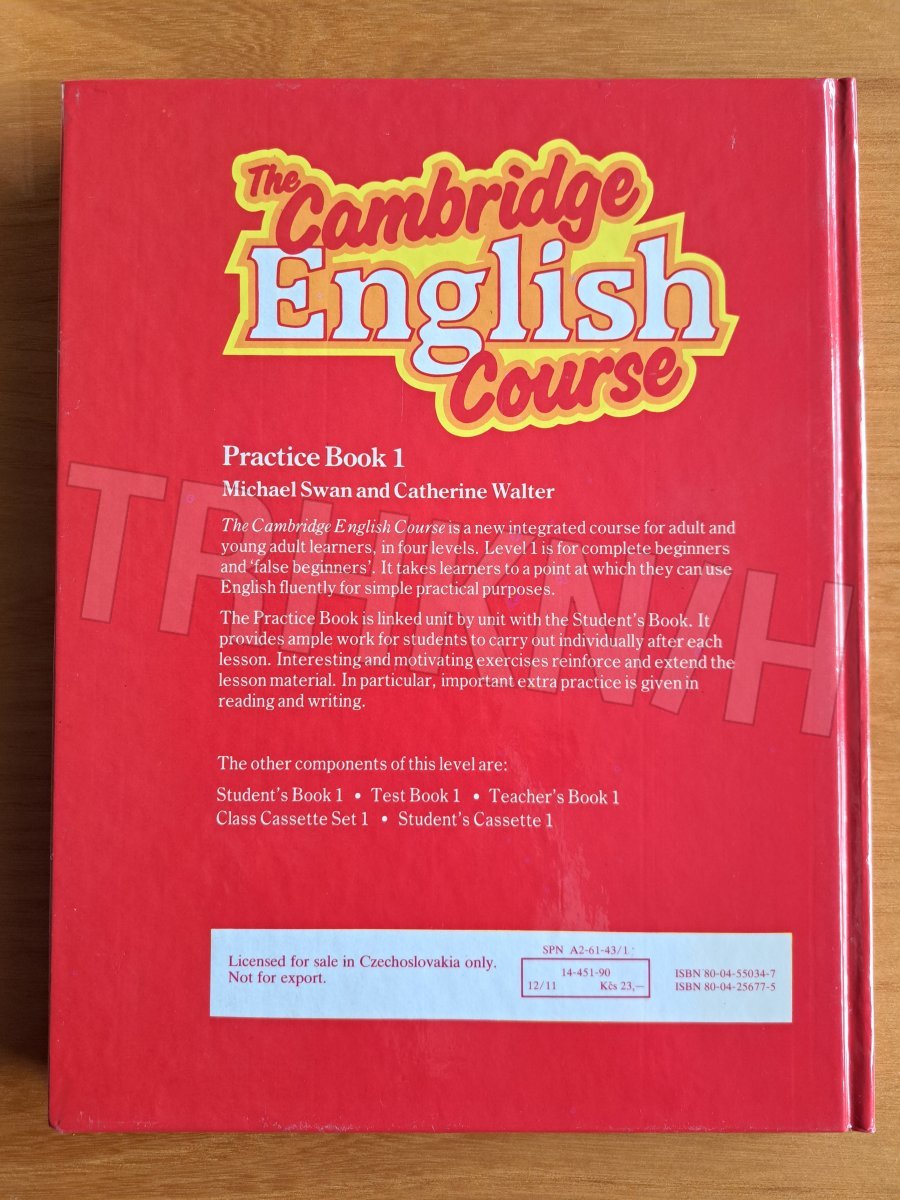 The
Cambridge
English
Course
Practice Book 1
Michael Swan and Catherine Walter
The Cambridge English Course is a new integrated course for adult and
young adult learners, in four levels. Level 1 is for complete beginners
and ‘false beginners’. It takes learners to a point at which they can use
English fluently for simple practical purposes.
The Practice Book is linked unit by unit with the Student’s Book. It
provides ample work for students to carry out individually after each
lesson. Interesting and motivating exercises reinforce and extend the
lesson material. In particular, important extra practice is given in
reading and writing.
TPHKN/H
The other components of this level are:
Student’s Book 1 • Test Book 1 • Teacher’s Book 1
Class Cassette Set 1 • Student’s Cassette 1
Licensed for sale in Czechoslovakia only.
Not for export.
SPN A2-61-43/1
14-451-90
12/11 Kčs 23,—
ISBN 80-04-55034-7
ISBN 80-04-25677-5